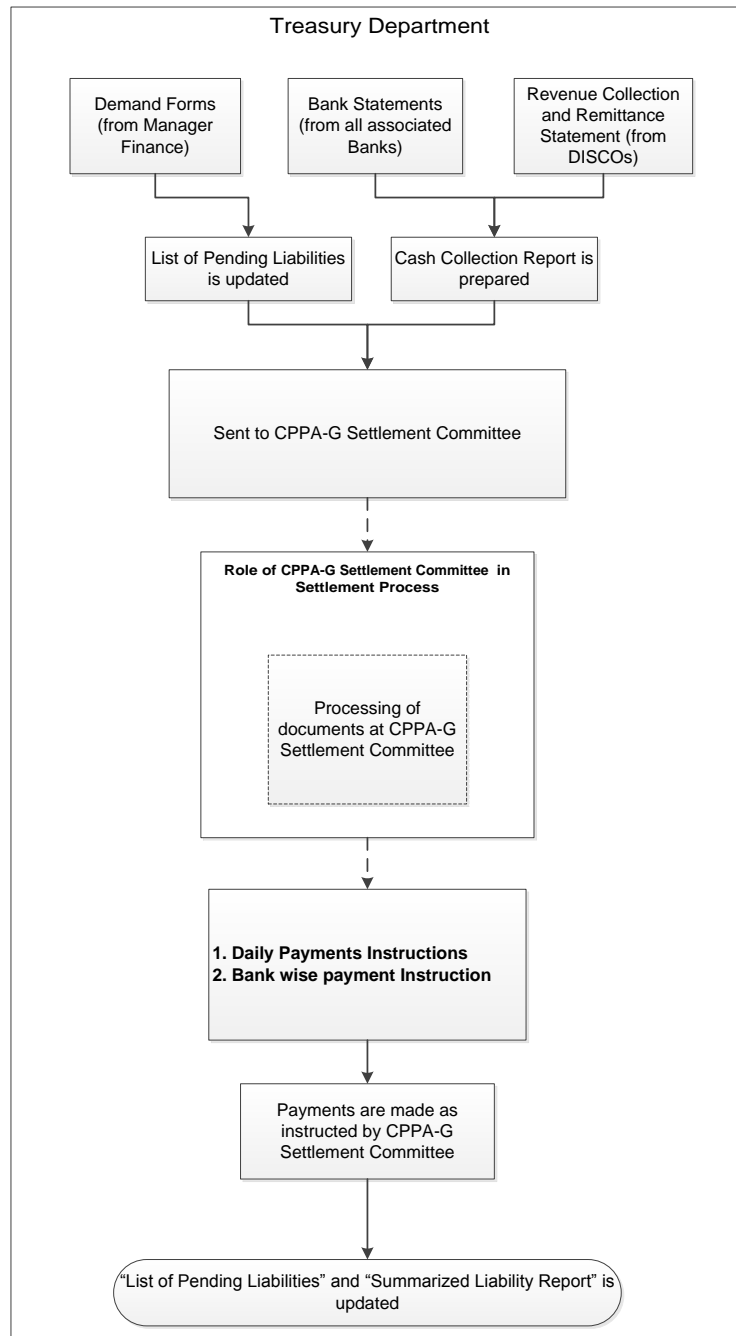 Treasury Department
Demand Forms
(from Manager
Finance)
Bank Statements
(from all associated
Banks)
Revenue Collection
and Remittance
Statement (from
DISCOs)
List of Pending Liabilities
is updated
Cash Collection Report is
prepared
Sent to CPPA-G Settlement Committee
Role of CPPA-G Settlement Committee in
Settlement Process
Processing of
documents at CPPA-G
Settlement Committee
1. Daily Payments Instructions
2. Bank wise payment Instruction
Payments are made as
instructed by CPPA-G
Settlement Committee
“List of Pending Liabilities” and “Summarized Liability Report” is
updated